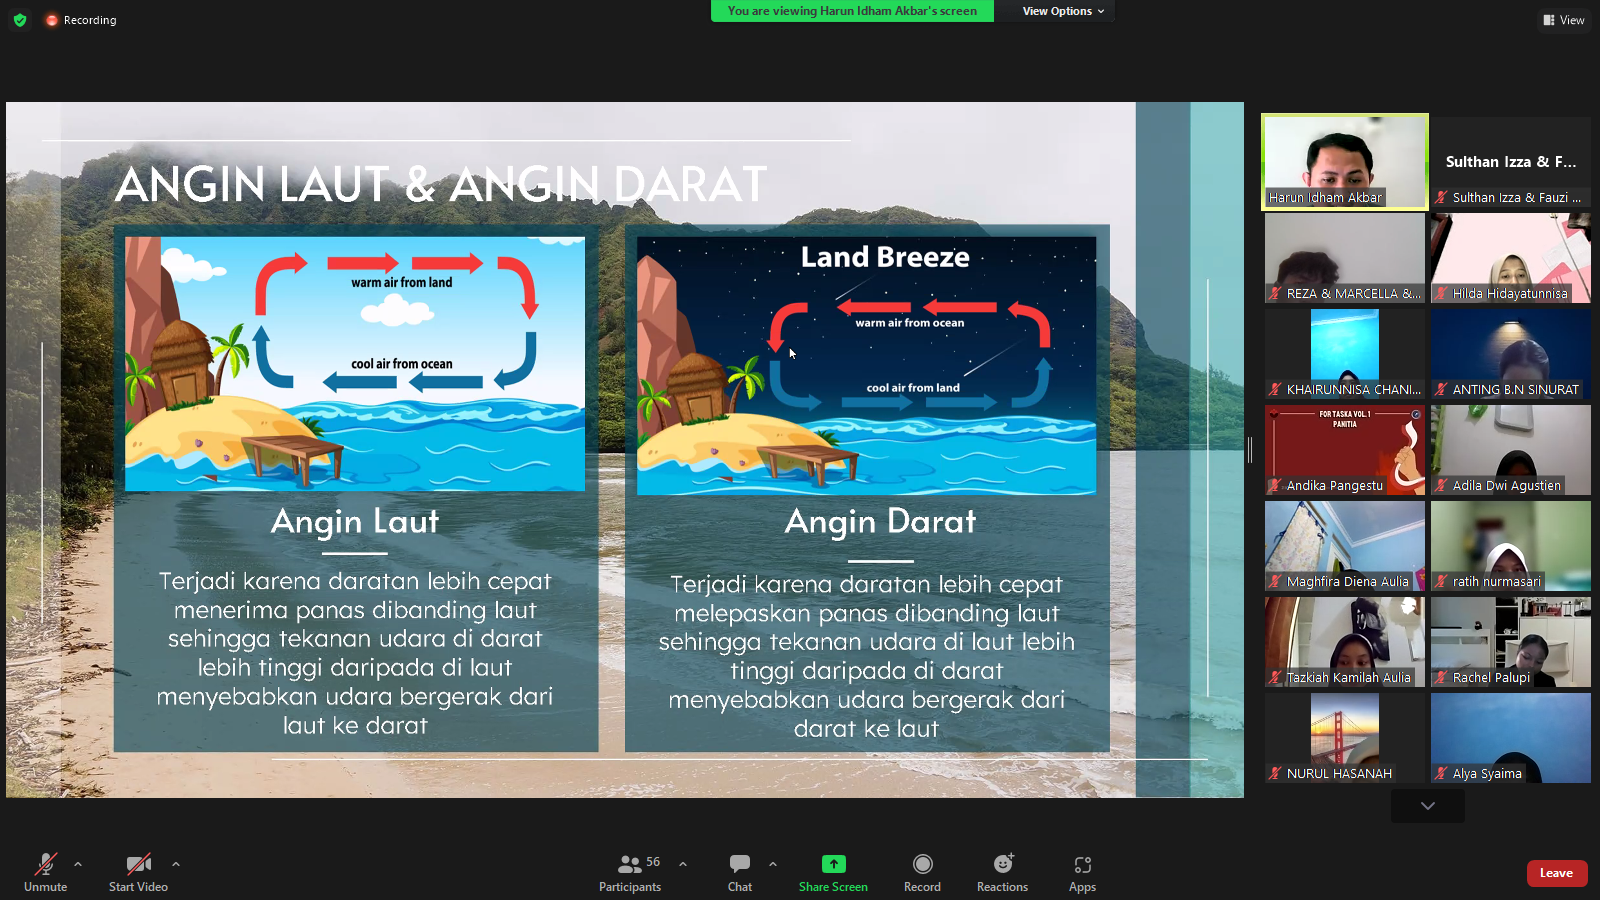 Recording
You are viewing Harun Idham Akbar's screen
View Options
View
ANGIN LAUT & ANGIN DARAT
warm air from land
cool air from ocean
Land Breeze
warm air from ocean
cool air from land
Angin Laut
Terjadi karena daratan lebih cepat
menerima panas dibanding laut
sehingga tekanan udara di darat
lebih tinggi daripada di laut
menyebabkan udara bergerak dari
laut ke darat
Angin Darat
Terjadi karena daratan lebih cepat
melepaskan panas dibanding laut
sehingga tekanan udara di laut lebih
tinggi daripada di darat
menyebabkan udara bergerak dari
darat ke laut
Harun Idham Akbar
Sulthan Izza & F...
Sulthan Izza & Fauzi ...
REZA & MARCELLA &...
Hilda Hidayatunnisa
KHAIRUNNISA CHANI...
ANTING B.N SINURAT
FOR TASKA VOL.1
PANITIA
Andika Pangestu
Adila Dwi Agustien
Maghfira Diena Aulia
ratih nurmasari
Tazkiah Kamilah Aulia
Rachel Palupi
NURUL HASANAH
Alya Syaima
Unmute
Start Video
56
Participants
Chat
Share Screen
Record
Reactions
Apps
Leave